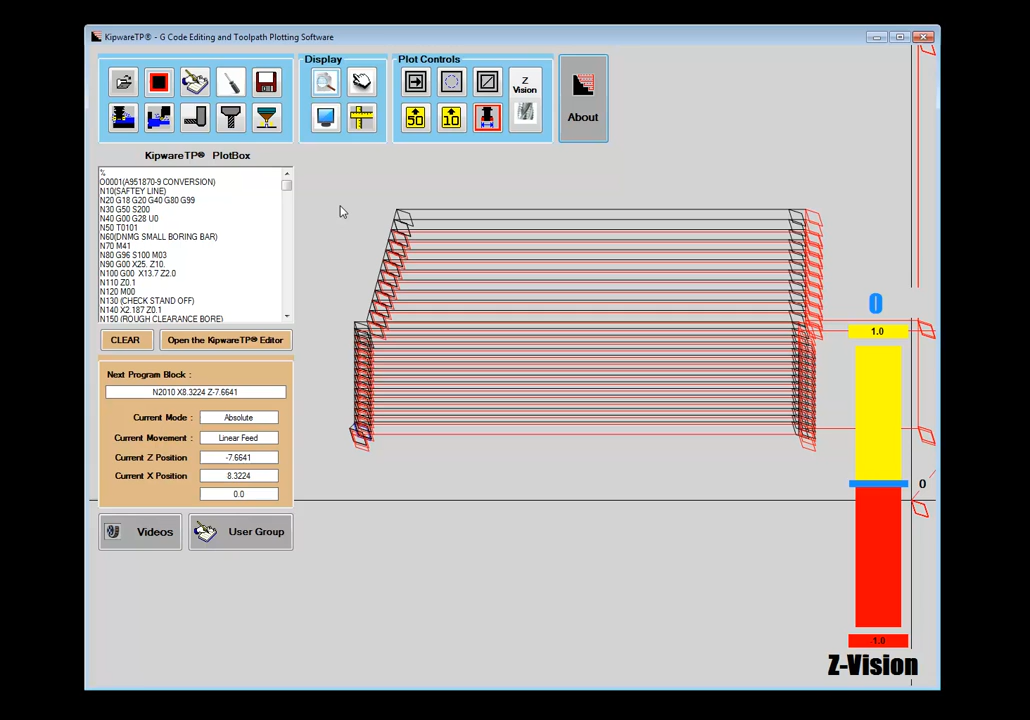 KipwareTP® - G Code Editing and Toolpath Plotting Software
Display
Plot Controls
Z
Vision
50
10
About
KipwareTP® PlotBox
%
O0001(A951870-9 CONVERSION)
N10(SAFTEY LINE)
N20 G18 G20 G40 G80 G99
N30 G50 S200
N40 G00 G28 U0
N50 T0101
N60(DNMG SMALL BORING BAR)
N70 M41
N80 G96 S100 M03
N90 G00 X25. Z10.
N100 G00  X13.7 Z2.0
N110 Z0.1
N120 M00
N130 (CHECK STAND OFF)
N140 X2.187 Z0.1
N150 (ROUGH CLEARANCE BORE)
CLEAR
Open the KipwareTP® Editor
Next Program Block :
N2010 X8.3224 Z-7.6641
Current Mode : Absolute
Current Movement : Linear Feed
Current Z Position -7.6641
Current X Position 8.3224
0.0
Videos
User Group
0
1.0
0
-1.0
Z-Vision